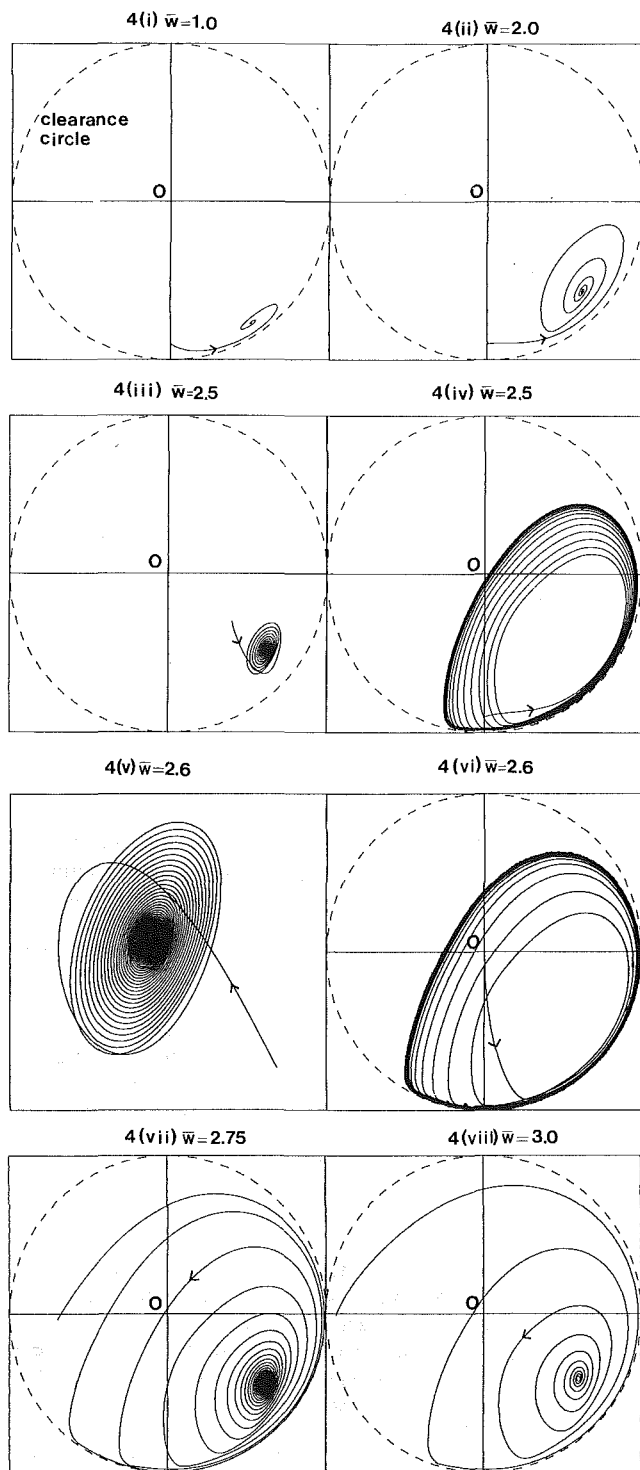 4(i) w̄=1.0
4(ii) w̄=2.0
clearance
circle
O
O
4(iii) w̄=2.5
4(iv) w̄=2.5
O
O
4(v) w̄=2.6
4(vi) w̄=2.6
O
4(vii) w̄=2.75
4(viii) w̄=3.0
O
O